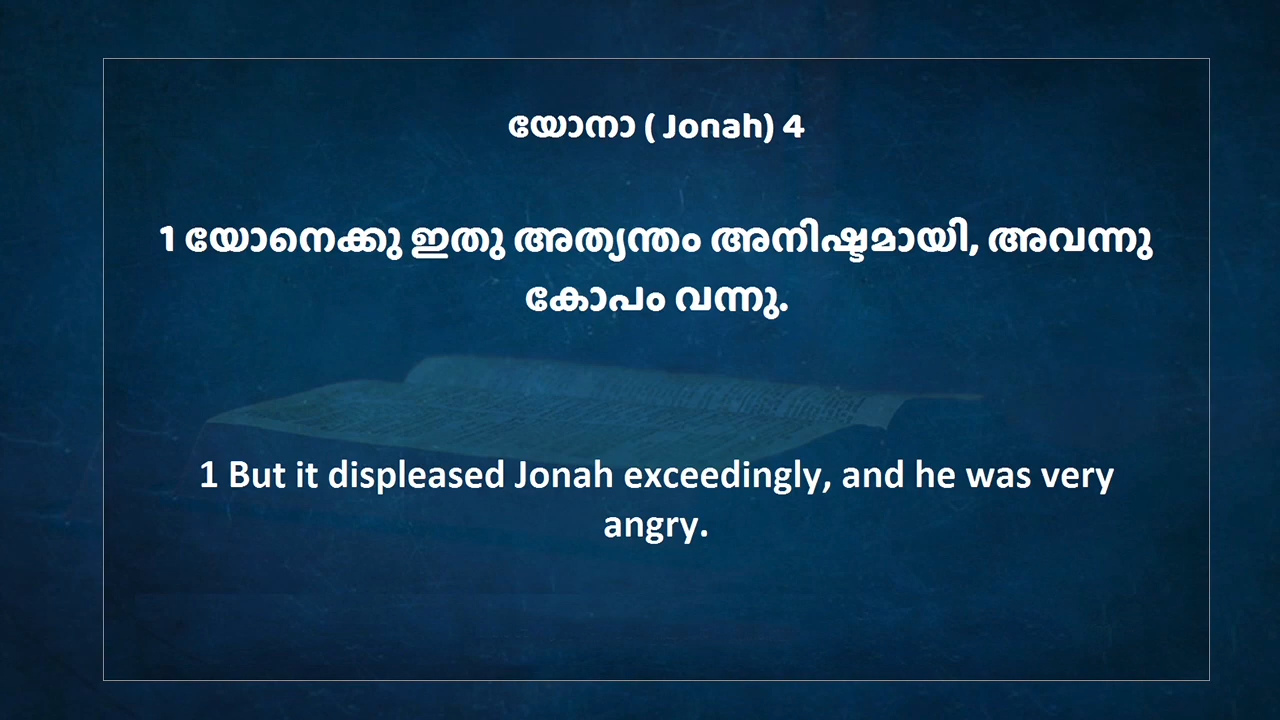 യോനാ ( Jonah) 4
1 യോനെക്കു ഇതു അത്യന്തം അനിഷ്ടമായി, അവന്നു
കോപം വന്നു.
1 But it displeased Jonah exceedingly, and he was very
angry.